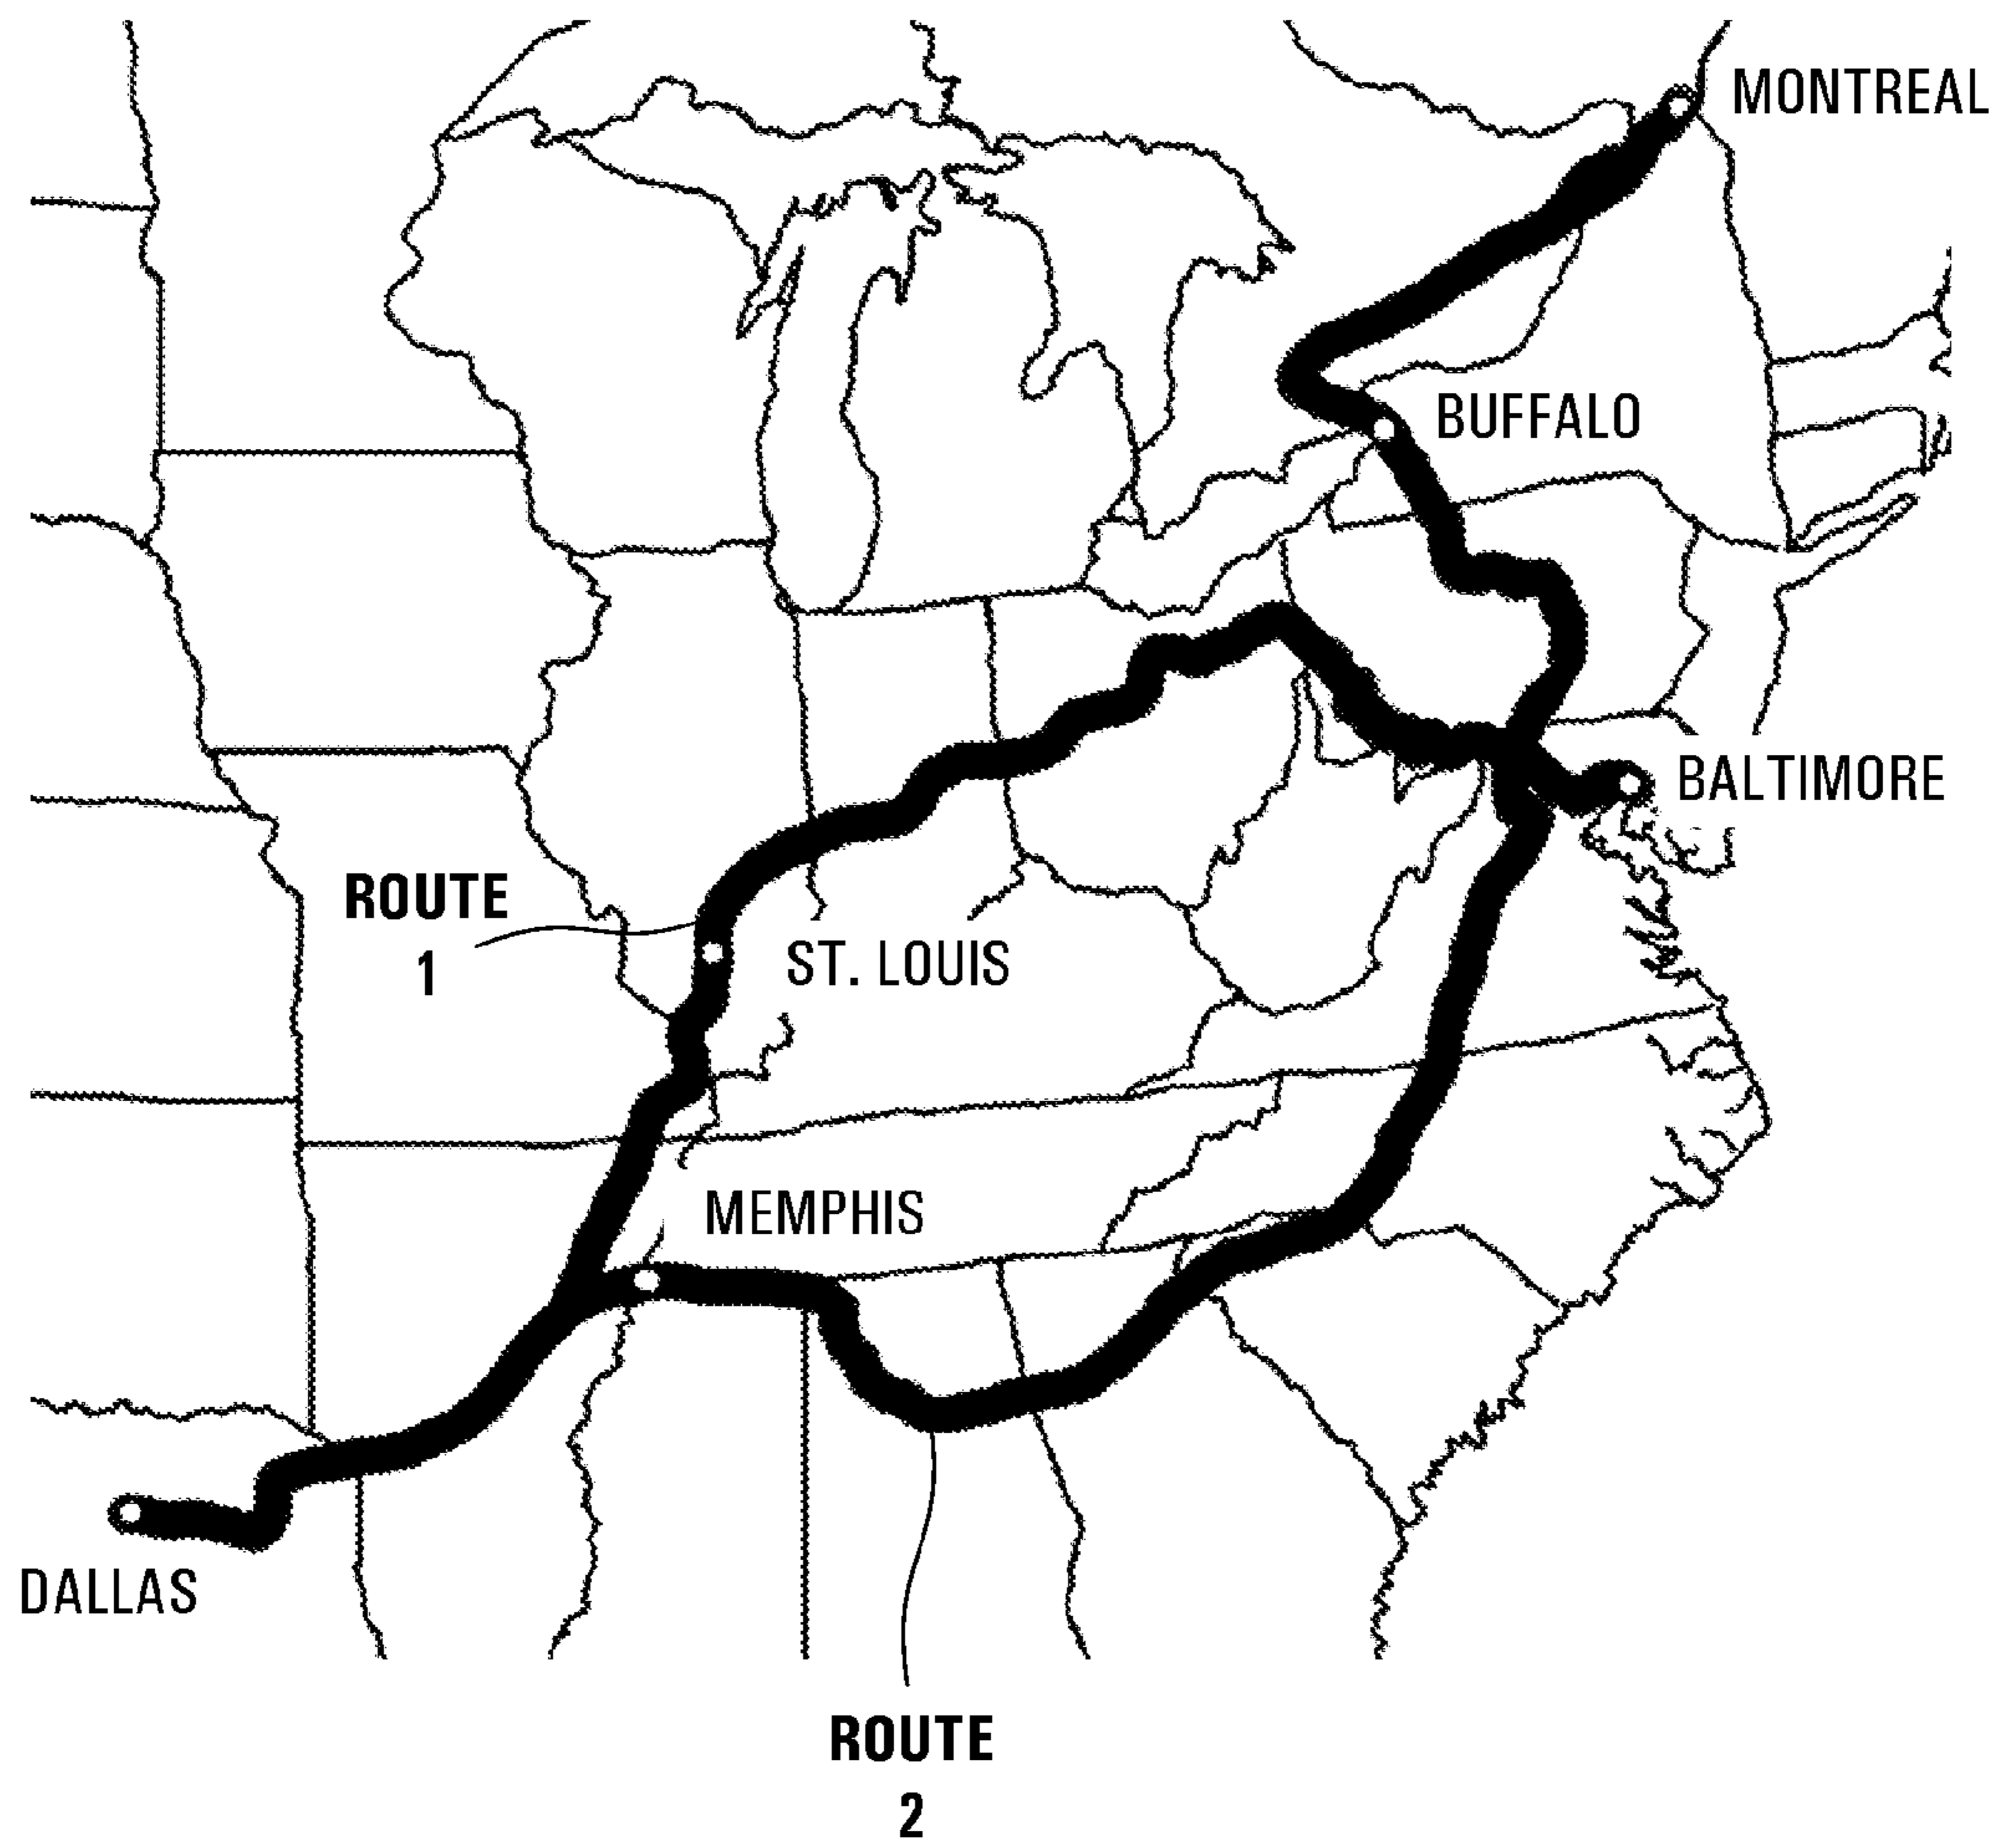 MONTREAL
BUFFALO
BALTIMORE
ROUTE
1
ST. LOUIS
MEMPHIS
DALLAS
ROUTE
2